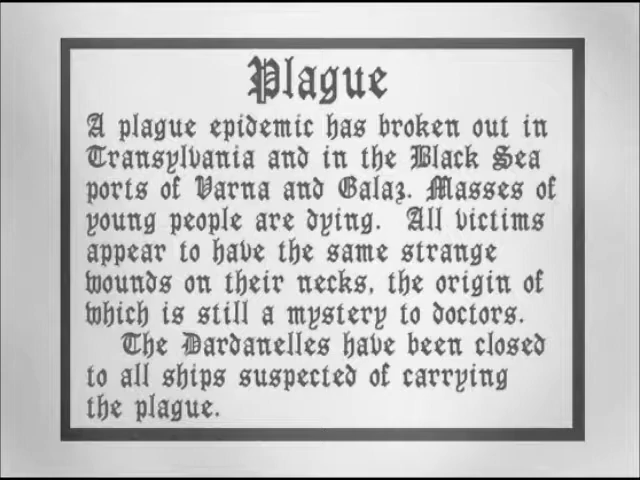 Plague
A plague epidemic has broken out in
Transylvania and in the Black Sea
ports of Varna and Galaz. Masses of
young people are dying. All victims
appear to have the same strange
wounds on their necks, the origin of
which is still a mystery to doctors.
The Dardanelles have been closed
to all ships suspected of carrying
the plague.